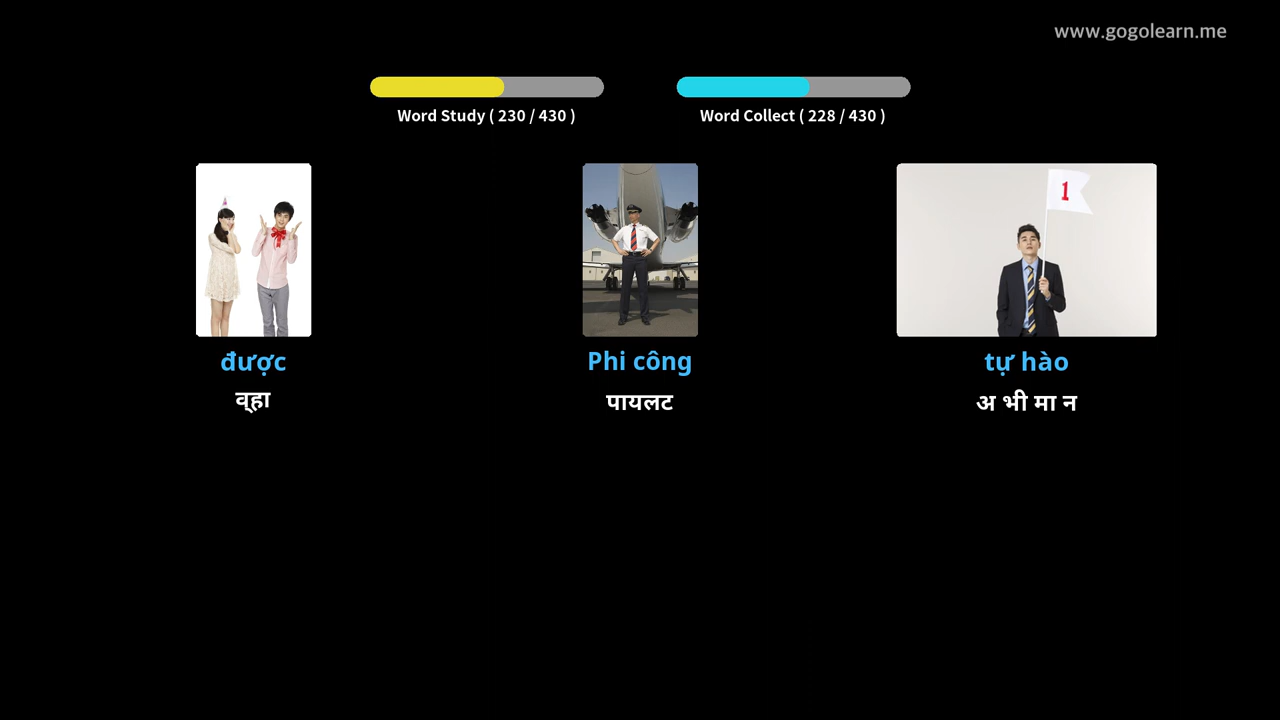 www.gogolearn.me
Word Study ( 230 / 430 )
Word Collect ( 228 / 430 )
1
được
Phi công
tự hào
व्हा
पायलट
अ भी मा न